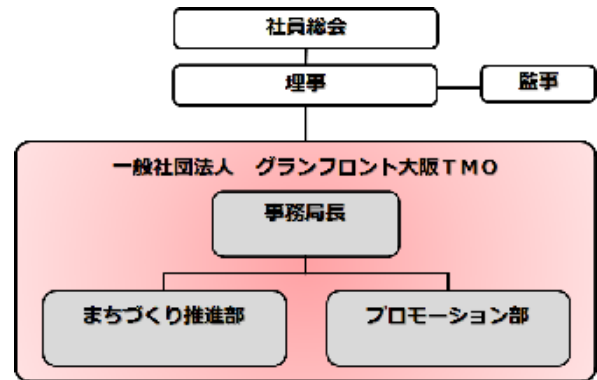 社員総会
理事
監事
一般社団法人　グランフロント大阪ＴＭＯ
事務局長
まちづくり推進部
プロモーション部